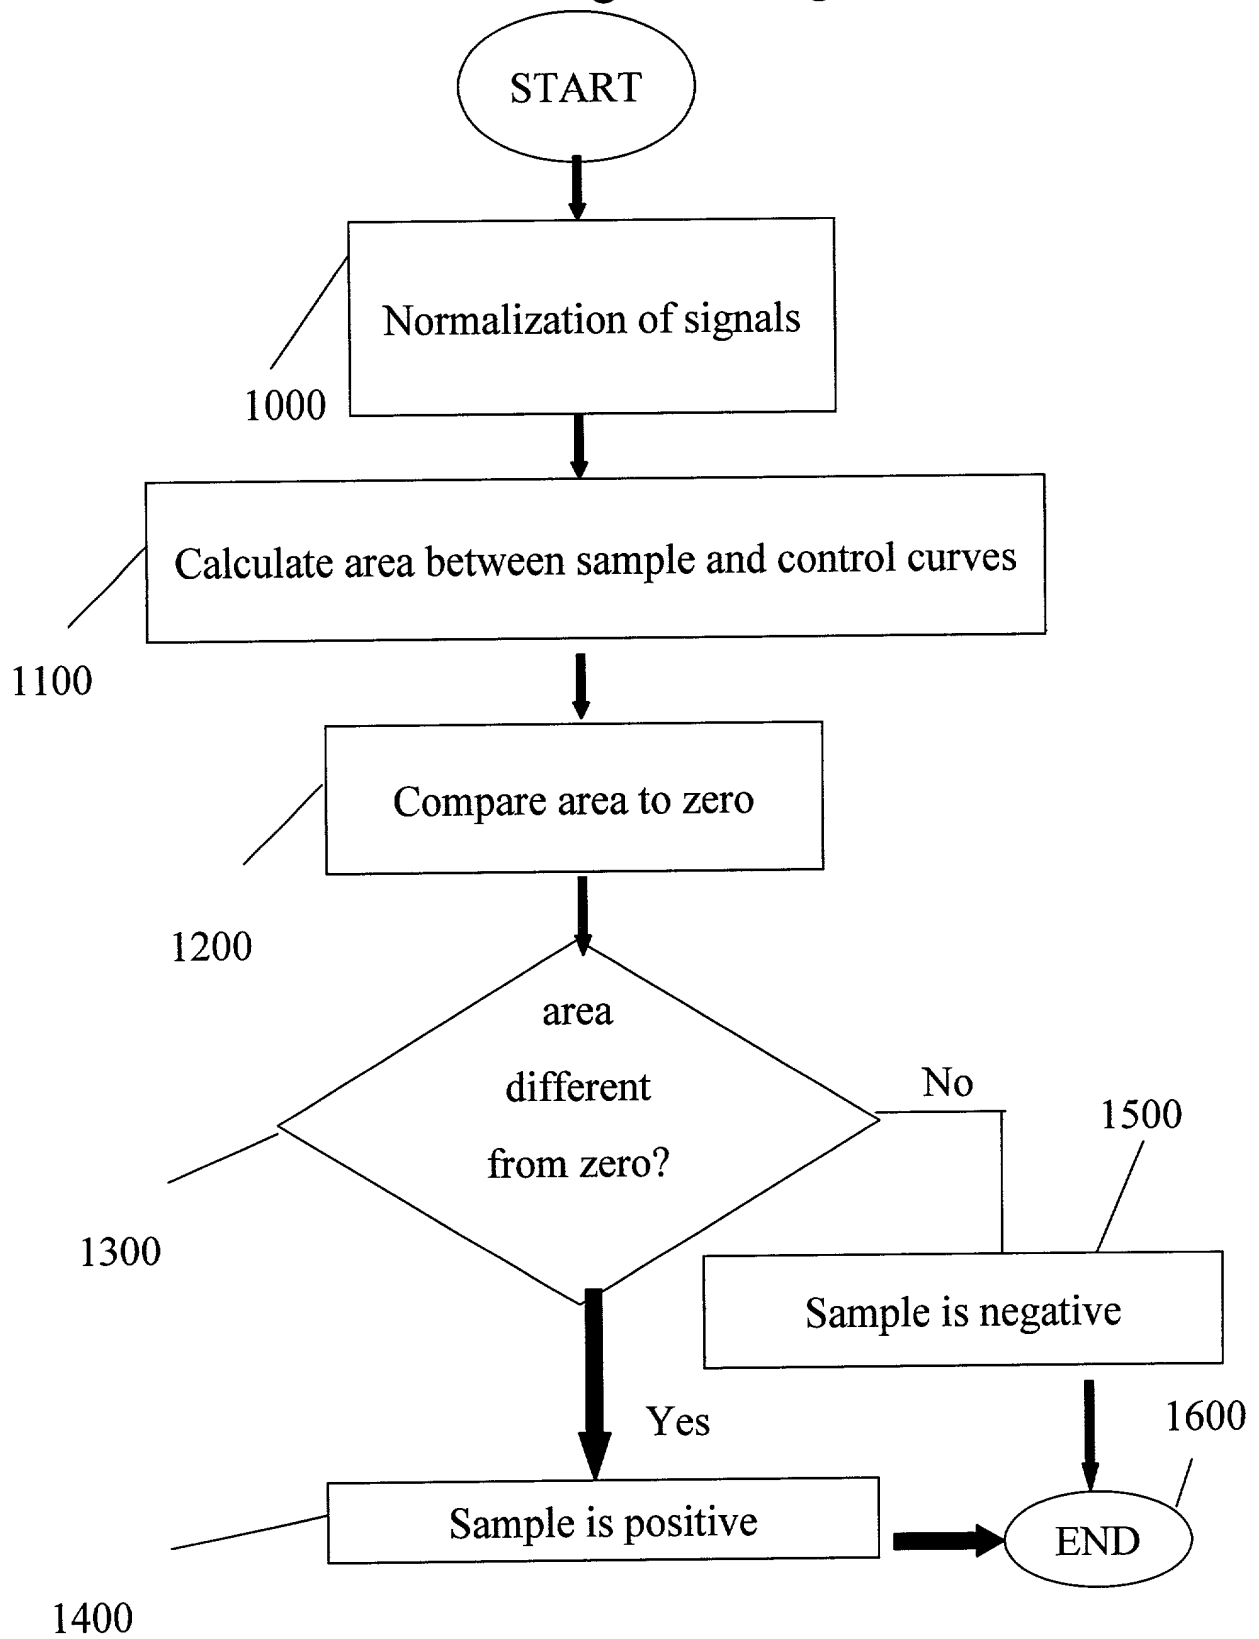 START
Normalization of signals
1000
Calculate area between sample and control curves
1100
Compare area to zero
1200
area
different
from zero?
No
1500
1300
Sample is negative
Yes
1600
Sample is positive
END
1400